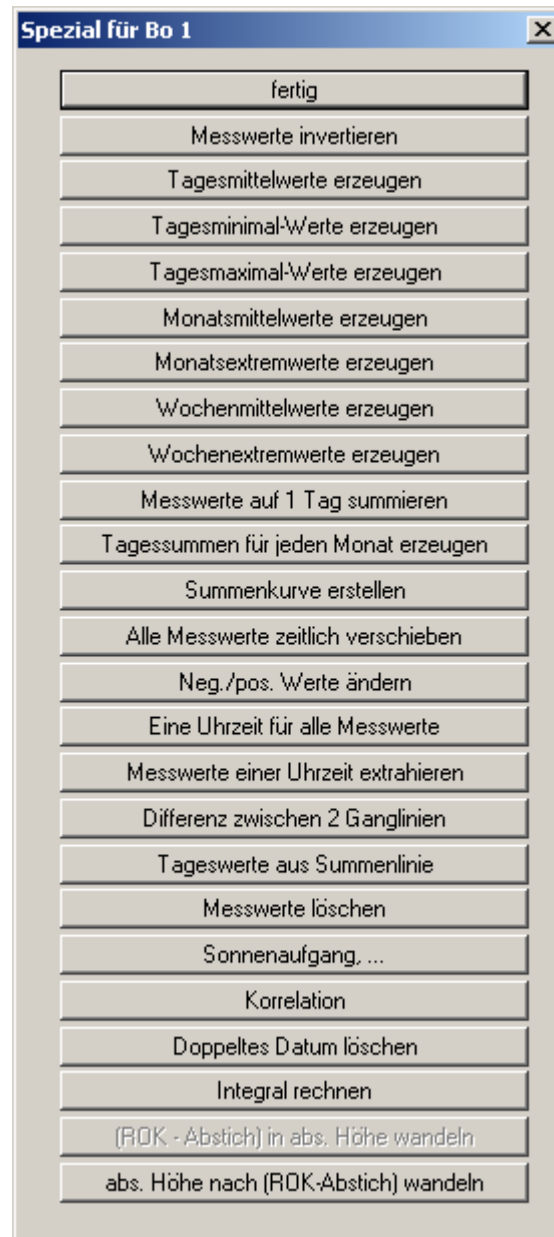 Spezial für Bo 1
fertig
Messwerte invertieren
Tagesmittelwerte erzeugen
Tagesminimal-Werte erzeugen
Tagesmaximal-Werte erzeugen
Monatsmittelwerte erzeugen
Monatsextremwerte erzeugen
Wochenmittelwerte erzeugen
Wochenextremwerte erzeugen
Messwerte auf 1 Tag summieren
Tagessummen für jeden Monat erzeugen
Summenkurve erstellen
Alle Messwerte zeitlich verschieben
Neg./pos. Werte ändern
Eine Uhrzeit für alle Messwerte
Messwerte einer Uhrzeit extrahieren
Differenz zwischen 2 Ganglinien
Tageswerte aus Summenlinie
Messwerte löschen
Sonnenaufgang, ...
Korrelation
Doppeltes Datum löschen
Integral rechnen
(ROK - Abstich) in abs. Höhe wandeln
abs. Höhe nach (ROK-Abstich) wandeln